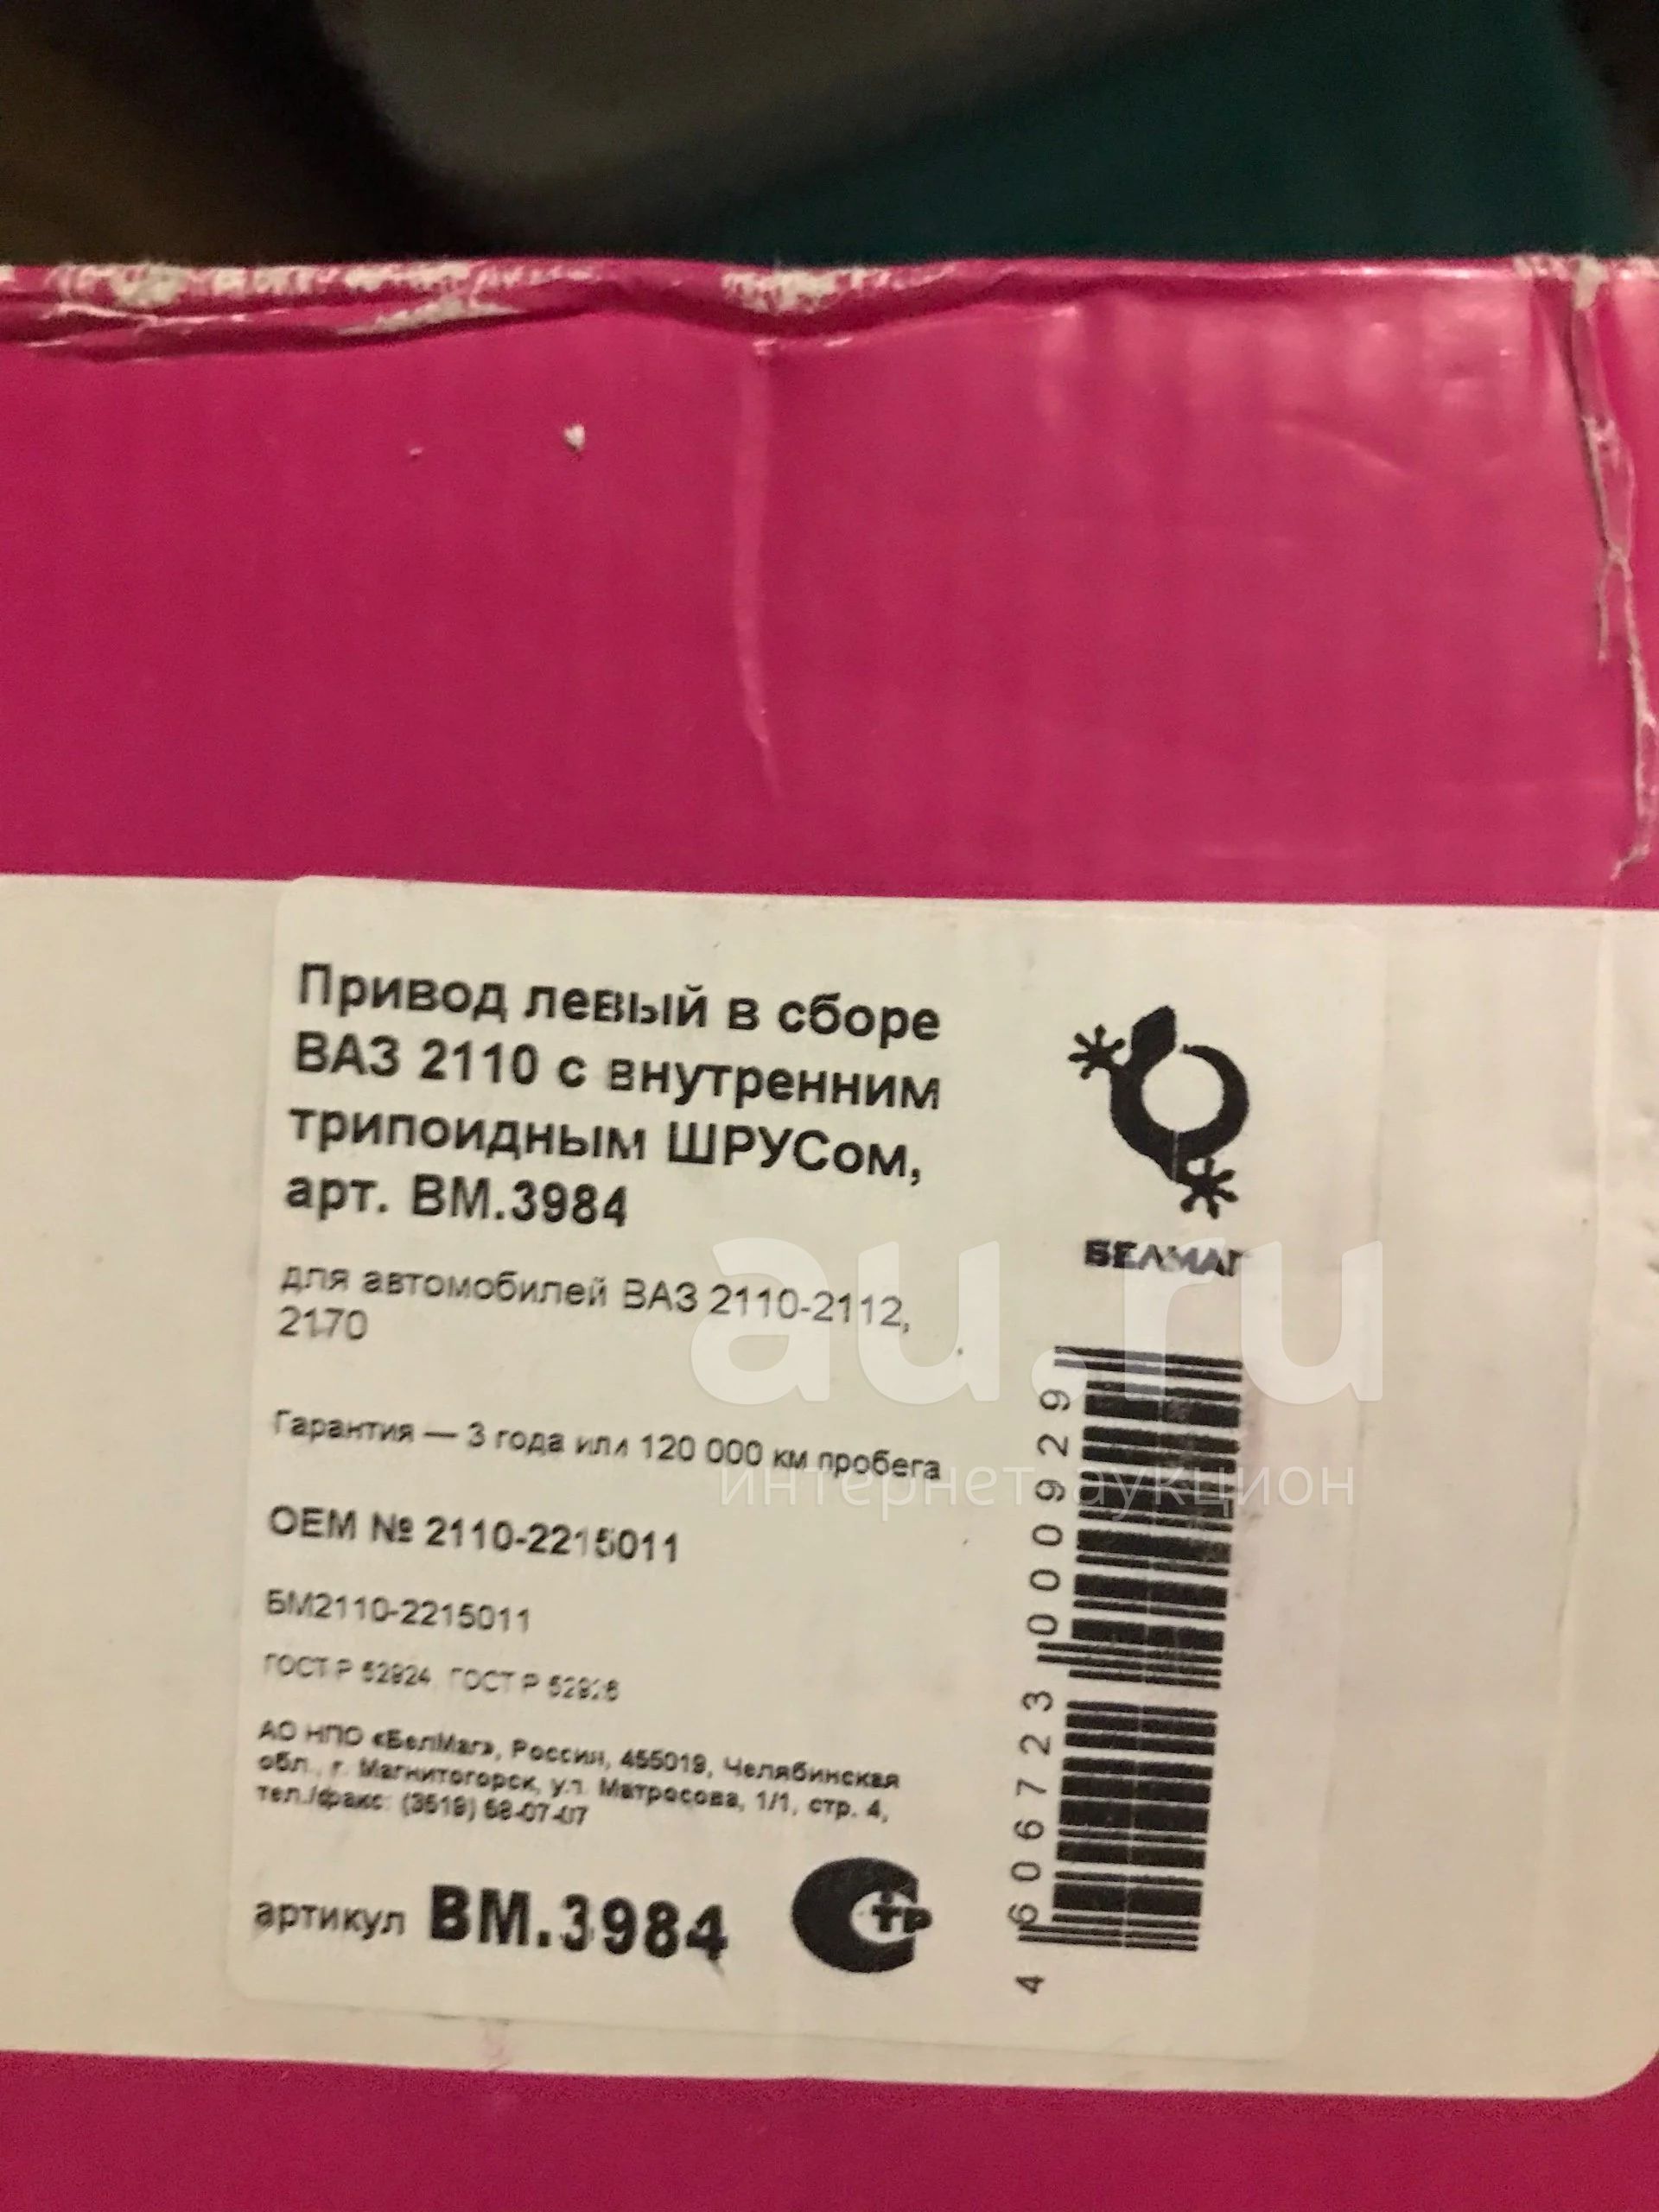 Привод левый в сборе
ВАЗ 2110 с внутренним
трипоидным ШРУСом,
арт. BM.3984
для автомобилей ВАЗ 2110-2112,
2170
Гарантия — 3 года или 120 000 км пробега
OEM № 2110-2215011
БМ2110-2215011
ГОСТ Р 52924, ГОСТ Р
АО НПО «БелМаг», Россия, 455019, Челябинская
обл., г. Магнитогорск, ул. Матросова, 1/1, стр. 4,
тел./факс: (3519) 58-07-07
артикул BM.3984
СТР
БЕЛМАГ
4 606723 000929
au.ru
интернет-аукцион